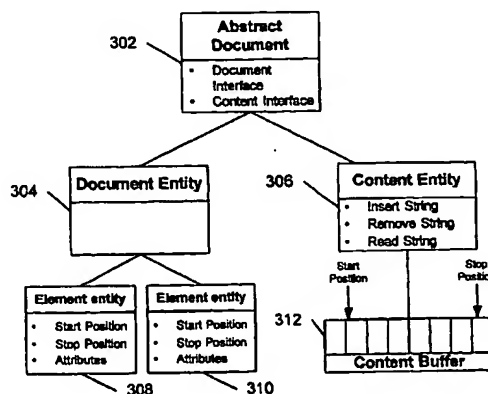 Abstract
Document
302
• Document
Interface
• Content Interface
304
Document Entity
306
Content Entity
• Insert String
• Remove String
• Read String
Start
Position
Stop
Positio
Element entity
• Start Position
• Stop Position
• Attributes
Element entity
• Start Position
• Stop Position
• Attributes
312
Content Buffer
308
310